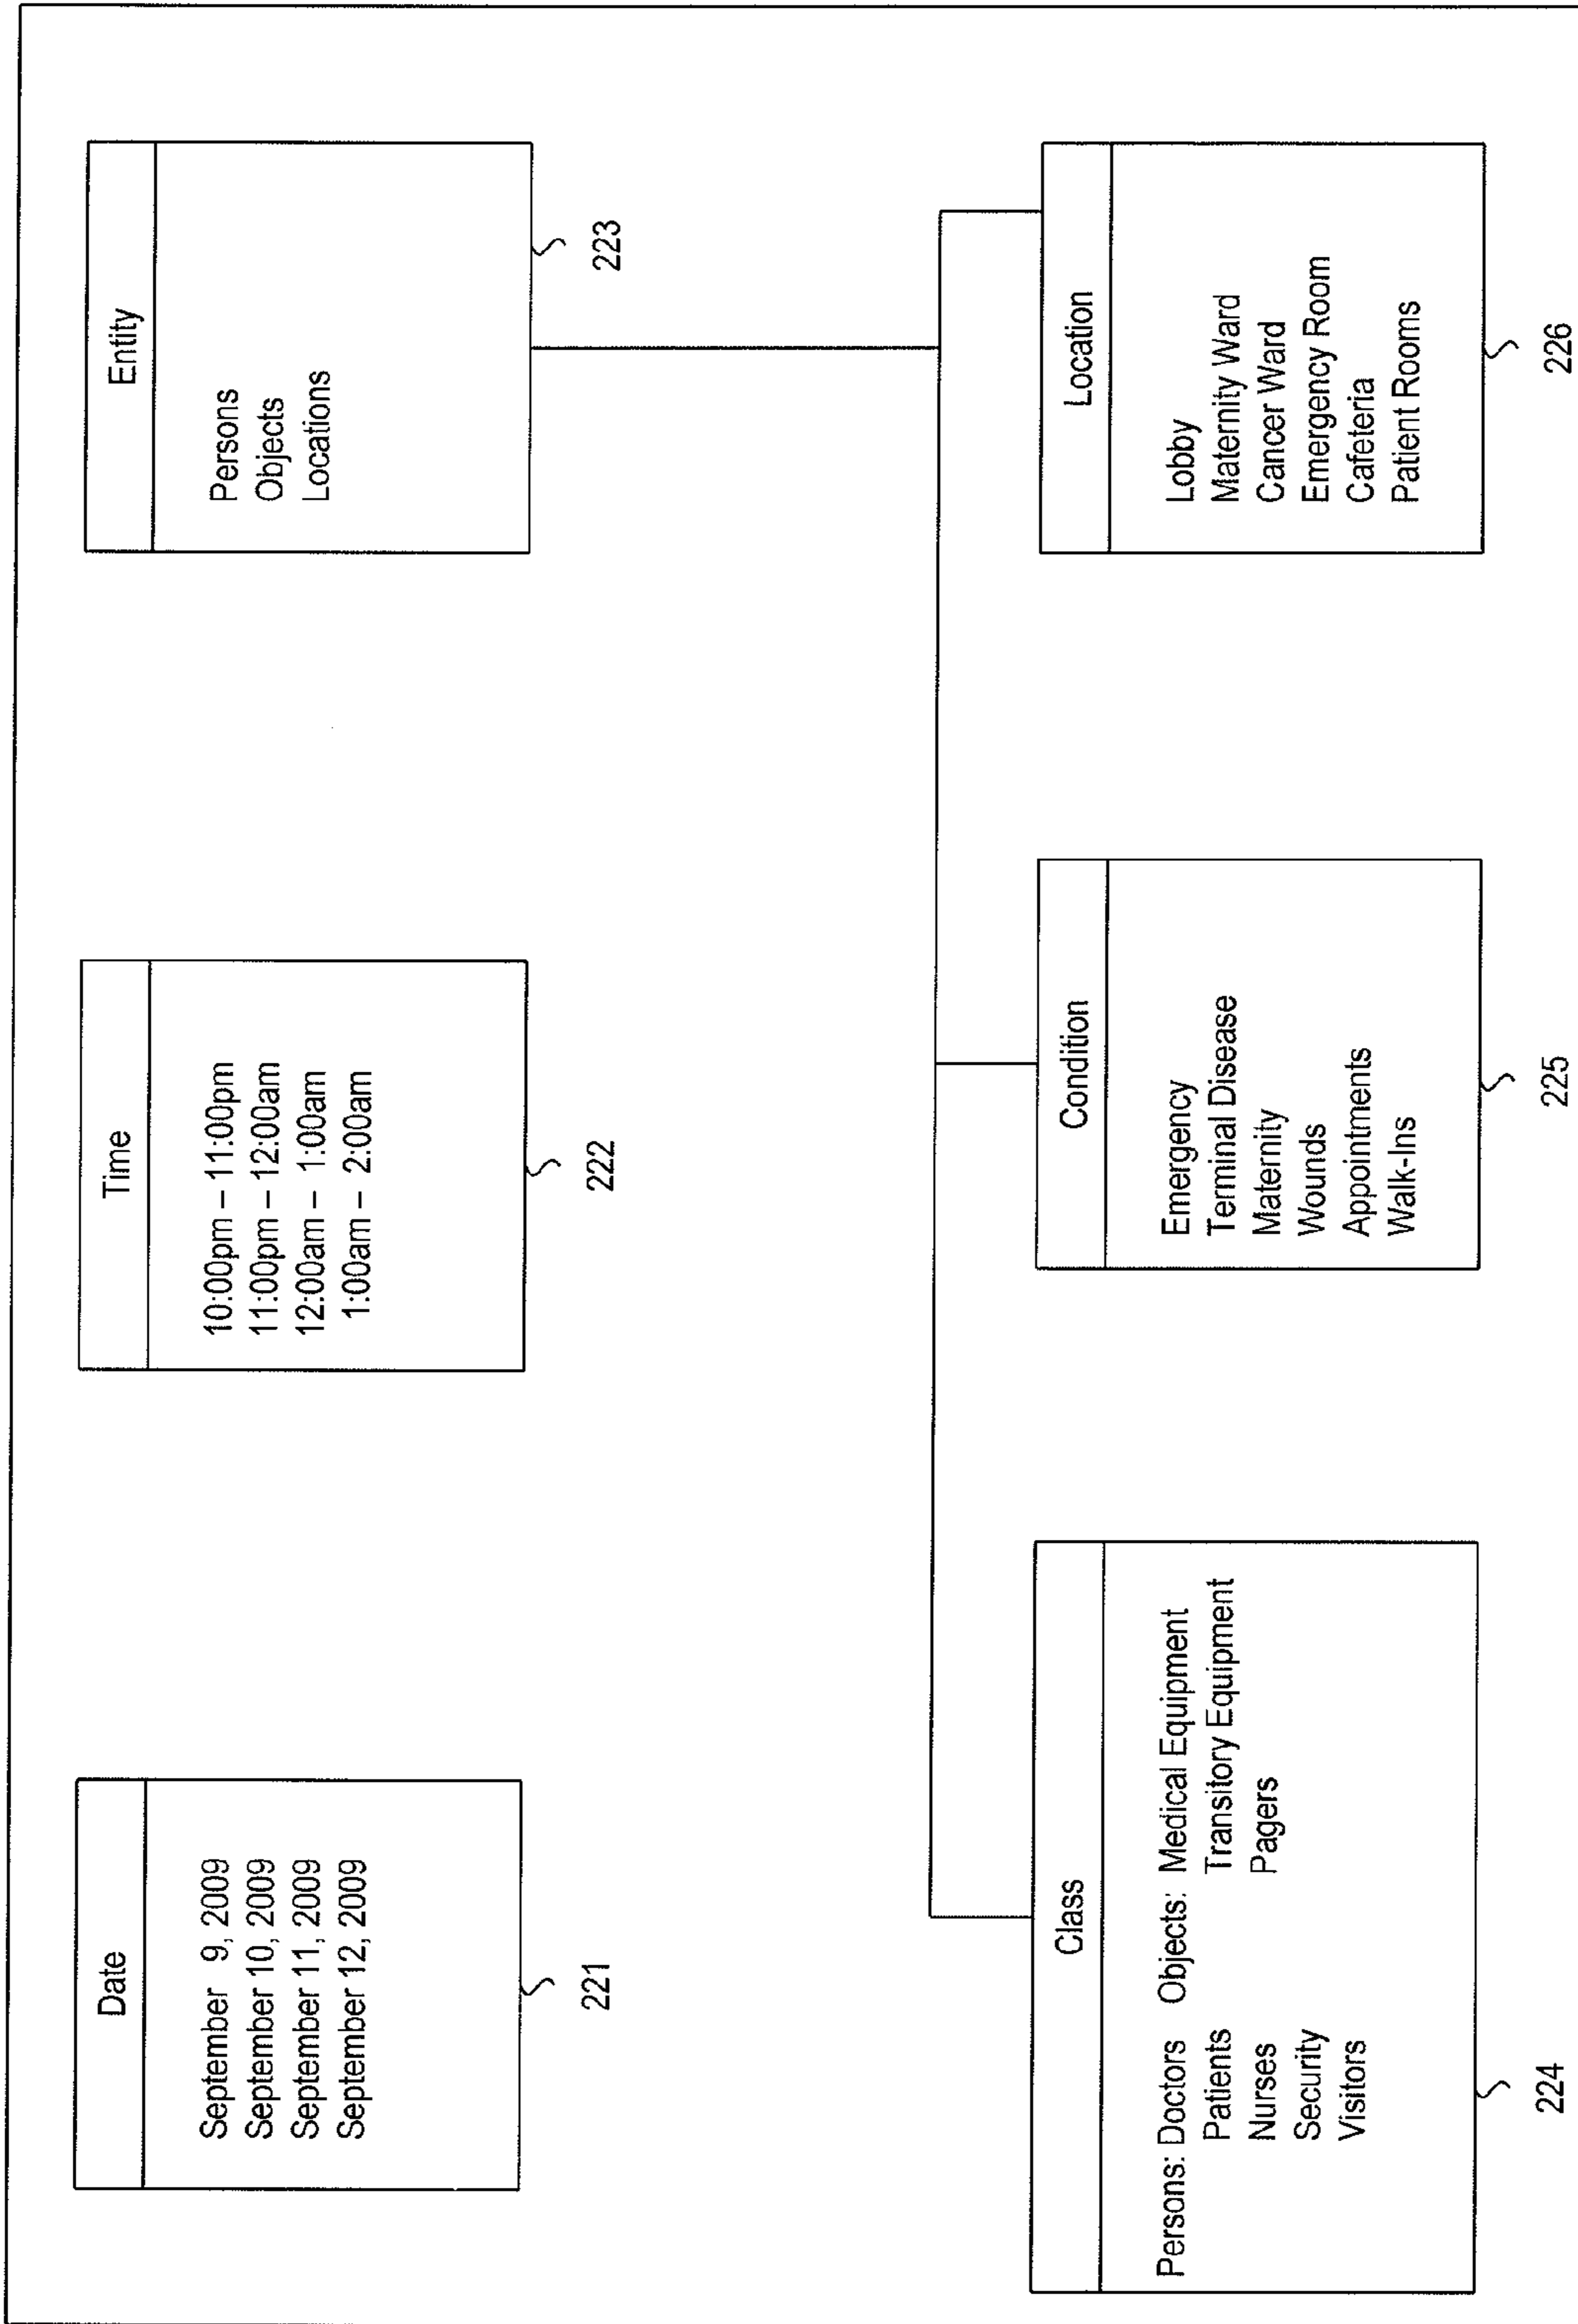 Date
September 9, 2009
September 10, 2009
September 11, 2009
September 12, 2009
221
Time
10:00pm – 11:00pm
11:00pm – 12:00am
12:00am – 1:00am
1:00am – 2:00am
222
Entity
Persons
Objects
Locations
223
Class
Persons: Doctors Objects: Medical Equipment
Patients Transitory Equipment
Nurses Pagers
Security
Visitors
224
Condition
Emergency
Terminal Disease
Maternity
Wounds
Appointments
Walk-Ins
225
Location
Lobby
Maternity Ward
Cancer Ward
Emergency Room
Cafeteria
Patient Rooms
226